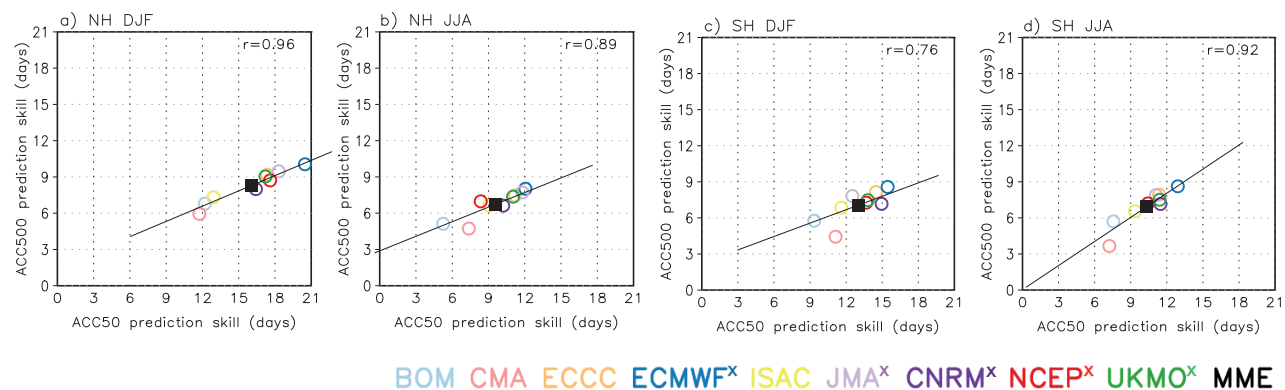 a) NH DJF
r=0.96
ACC500 prediction skill (days)
21
18
15
12
9
6
3
0
0 3 6 9 12 15 18 21
ACC50 prediction skill (days)
b) NH JJA
r=0.89
ACC500 prediction skill (days)
21
18
15
12
9
6
3
0
0 3 6 9 12 15 18 21
ACC50 prediction skill (days)
c) SH DJF
r=0.76
ACC500 prediction skill (days)
21
18
15
12
9
6
3
0
0 3 6 9 12 15 18 21
ACC50 prediction skill (days)
d) SH JJA
r=0.92
ACC500 prediction skill (days)
21
18
15
12
9
6
3
0
0 3 6 9 12 15 18 21
ACC50 prediction skill (days)
BOM CMA ECCC ECMWFˣ ISAC JMAˣ CNRMˣ NCEPˣ UKMOˣ MME